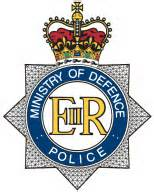 MINISTRY OF DEFENCE
EIIR
POLICE